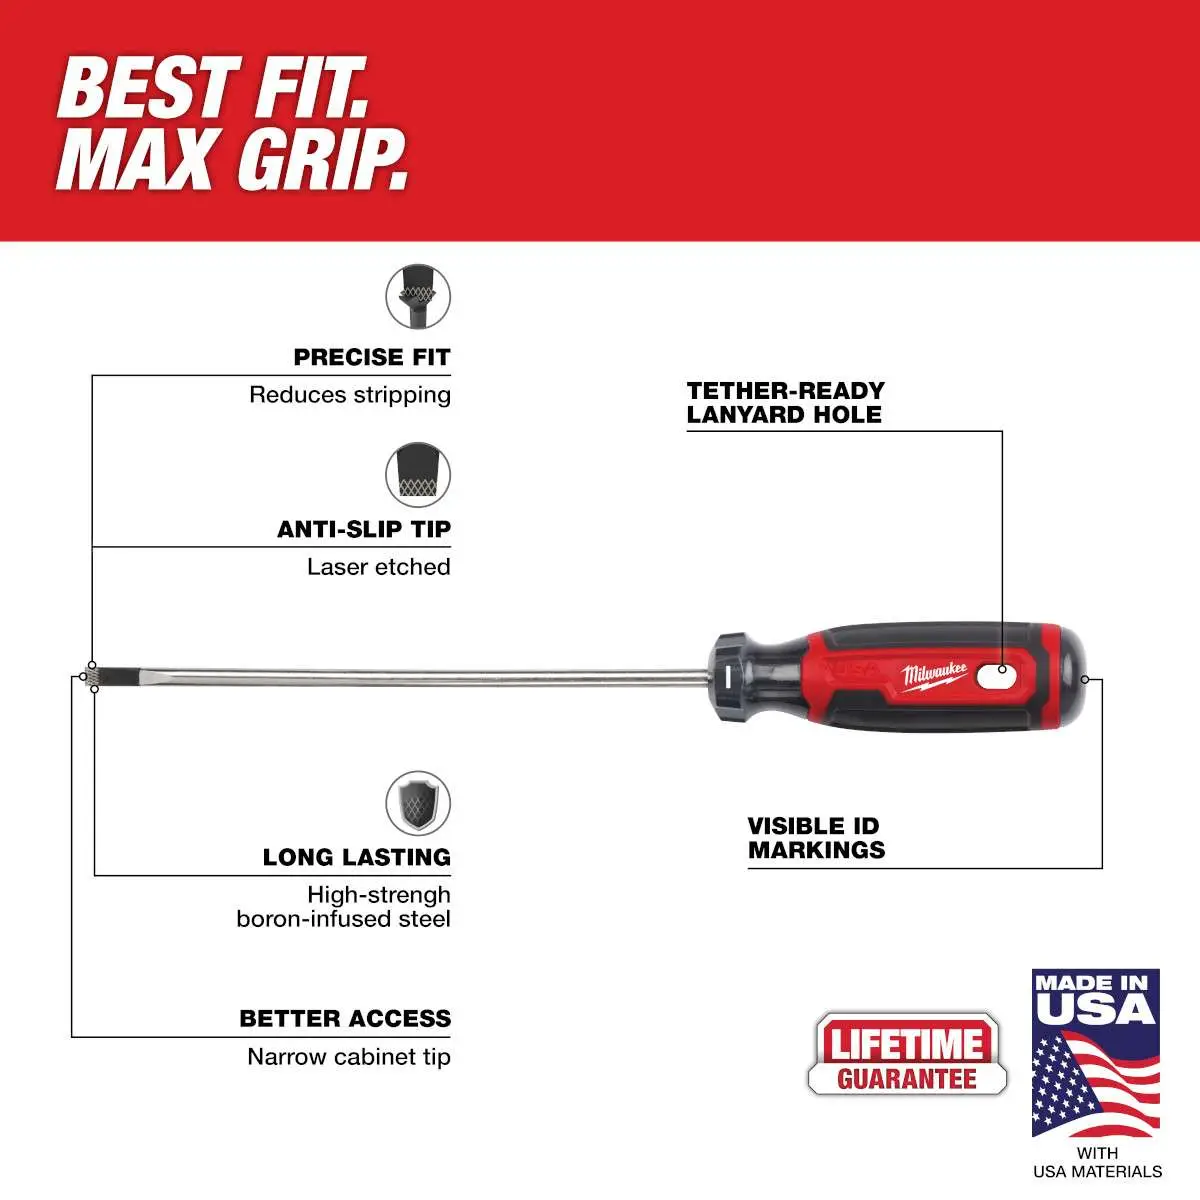 BEST FIT.
MAX GRIP.
PRECISE FIT
Reduces stripping
ANTI-SLIP TIP
Laser etched
TETHER-READY
LANYARD HOLE
USA
Milwaukee
LONG LASTING
High-strengh
boron-infused steel
VISIBLE ID
MARKINGS
BETTER ACCESS
Narrow cabinet tip
LIFETIME
GUARANTEE
MADE IN
USA
WITH
USA MATERIALS